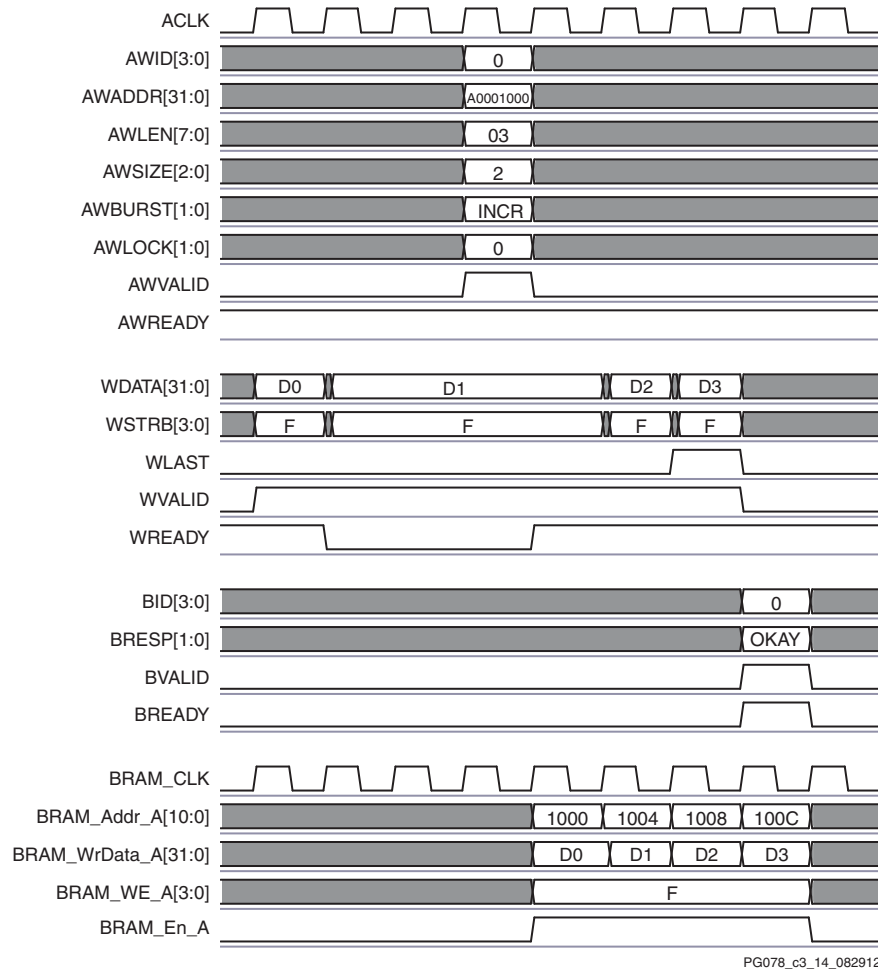 ACLK
AWID[3:0] 0
AWADDR[31:0] A0001000
AWLEN[7:0] 03
AWSIZE[2:0] 2
AWBURST[1:0] INCR
AWLOCK[1:0] 0
AWVALID
AWREADY
WDATA[31:0] D0 D1 D2 D3
WSTRB[3:0] F F F F
WLAST
WVALID
WREADY
BID[3:0] 0
BRESP[1:0] OKAY
BVALID
BREADY
BRAM_CLK
BRAM_Addr_A[10:0] 1000 1004 1008 100C
BRAM_WrData_A[31:0] D0 D1 D2 D3
BRAM_WE_A[3:0] F
BRAM_En_A
PG078_c3_14_082912